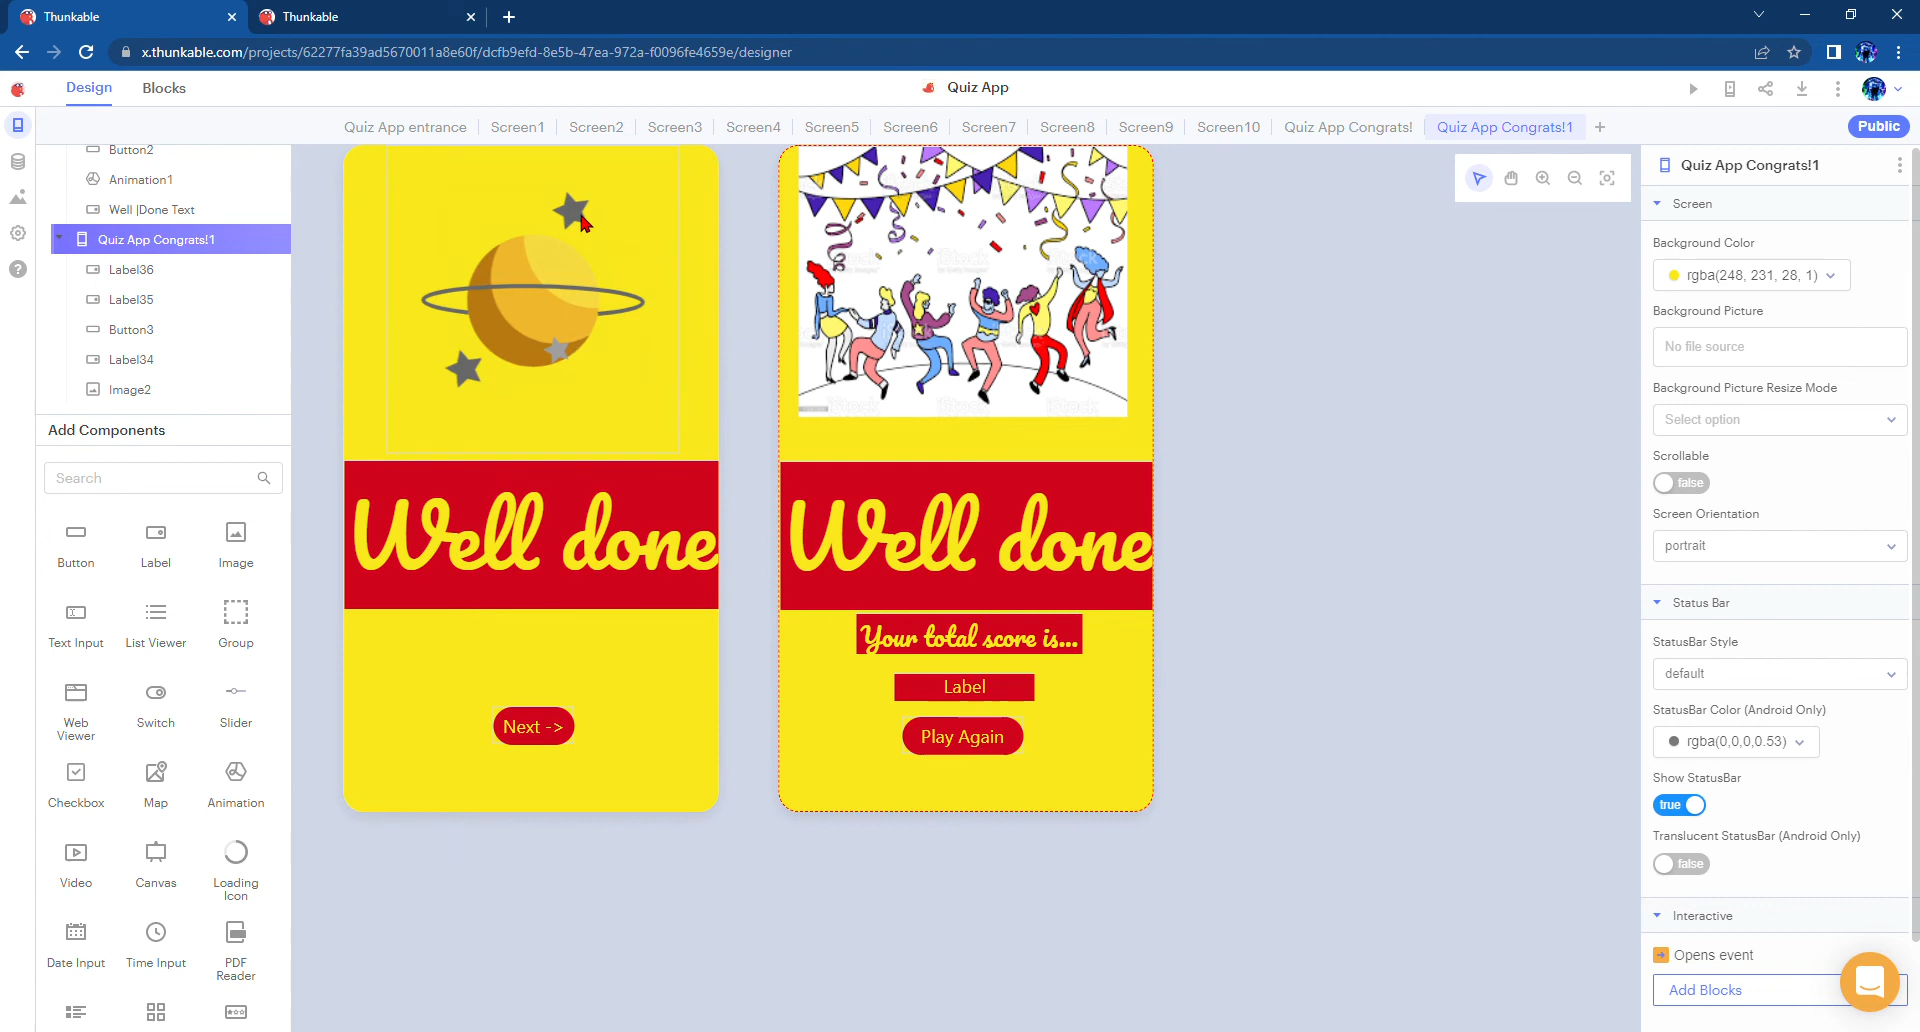 Thunkable
Thunkable
x.thunkable.com/projects/62277fa39ad5670011a8e60f/dcfb9efd-8e5b-47ea-972a-f0096fe4659e/designer
Design
Blocks
Quiz App
Quiz App entrance
Screen1
Screen2
Screen3
Screen4
Screen5
Screen6
Screen7
Screen8
Screen9
Screen10
Quiz App Congrats!
Quiz App Congrats!1
Public
Button2
Animation1
Well |Done Text
Quiz App Congrats!1
Label36
Label35
Button3
Label34
Image2
Add Components
Search
Button
Label
Image
Text Input
List Viewer
Group
Web
Viewer
Switch
Slider
Checkbox
Map
Animation
Video
Canvas
Loading
Icon
Date Input
Time Input
PDF
Reader
Well done
Next ->
iStock
iStock
iStock
iStock
iStock
iStock
Well done
Your total score is...
Label
Play Again
Quiz App Congrats!1
Screen
Background Color
rgba(248, 231, 28, 1)
Background Picture
No file source
Background Picture Resize Mode
Select option
Scrollable
false
Screen Orientation
portrait
Status Bar
StatusBar Style
default
StatusBar Color (Android Only)
rgba(0,0,0,0.53)
Show StatusBar
true
Translucent StatusBar (Android Only)
false
Interactive
Opens event
Add Blocks